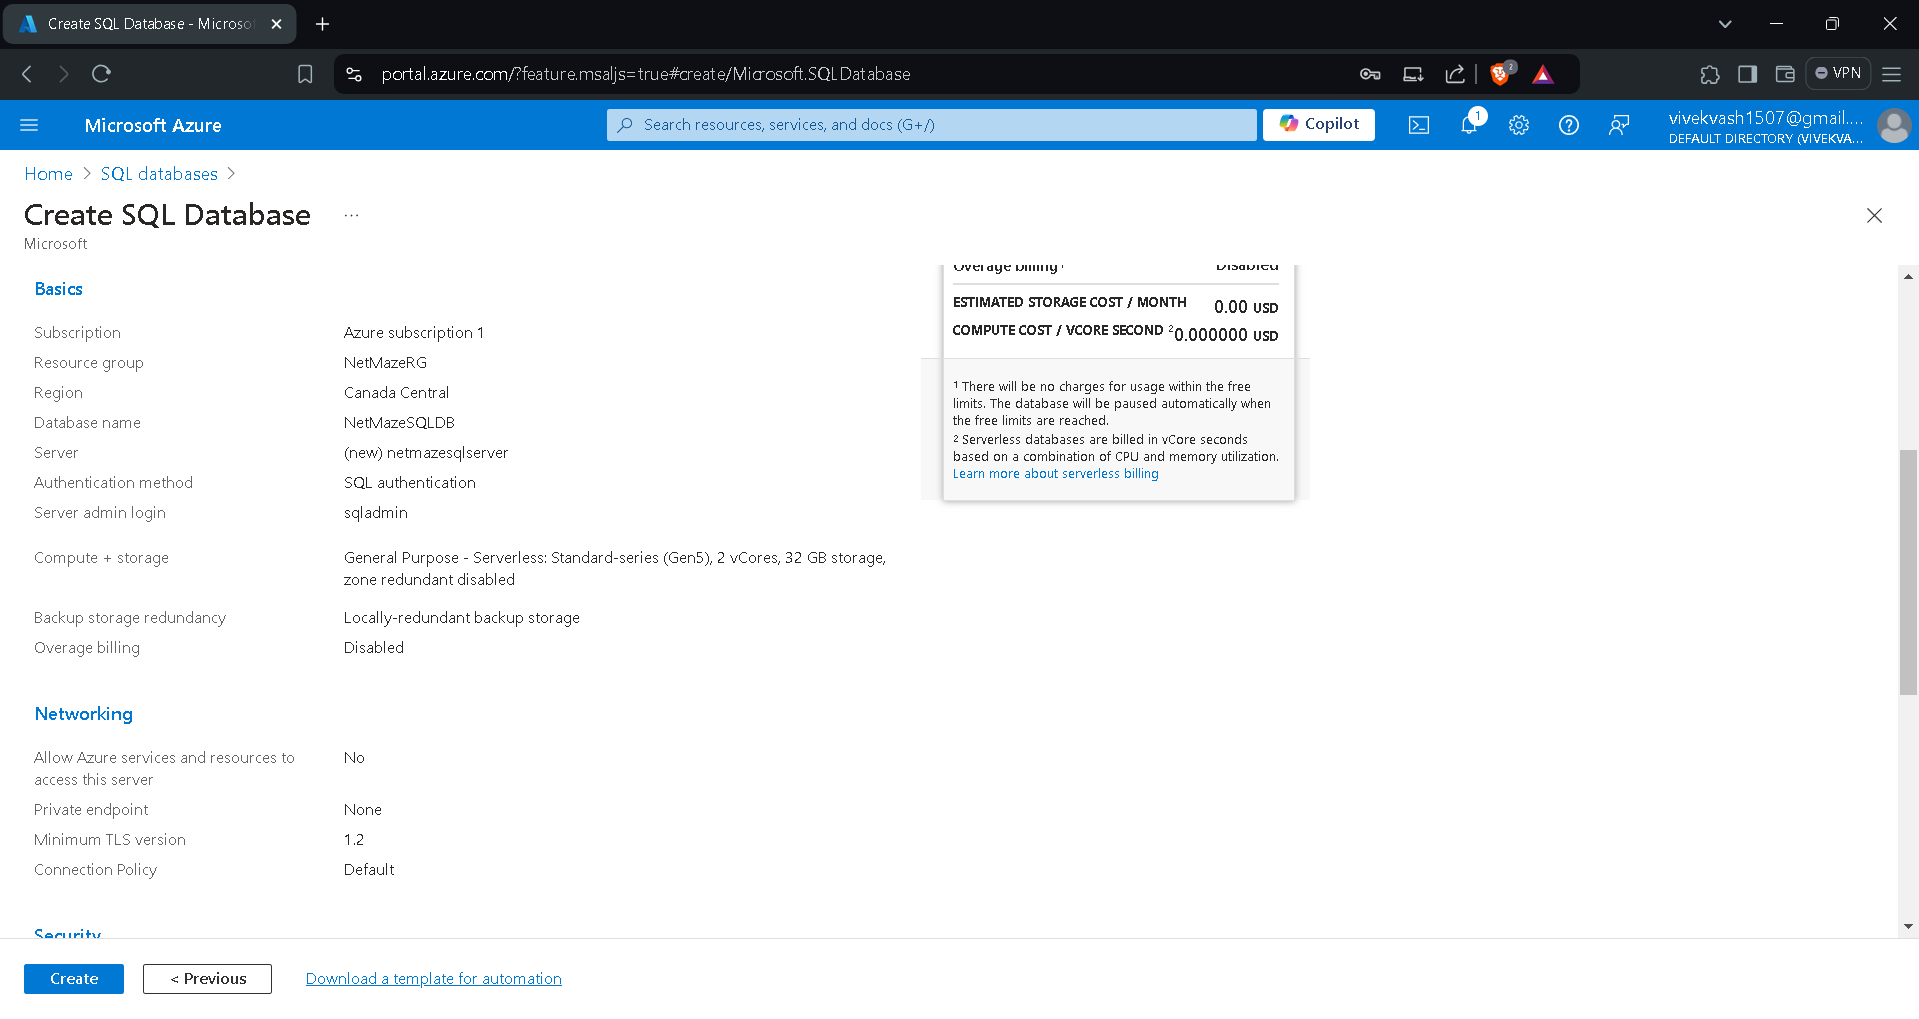 Create SQL Database - Microso
portal.azure.com/?feature.msaljs=true#create/Microsoft.SQLDatabase
2
VPN
Microsoft Azure
Search resources, services, and docs (G+/)
Copilot
1
vivekvash1507@gmail....
DEFAULT DIRECTORY (VIVEKVA...
Home > SQL databases >
Create SQL Database ...
Microsoft
Basics
Subscription Azure subscription 1
Resource group NetMazeRG
Region Canada Central
Database name NetMazeSQLDB
Server (new) netmazesqlserver
Authentication method SQL authentication
Server admin login sqladmin
Compute + storage General Purpose - Serverless: Standard-series (Gen5), 2 vCores, 32 GB storage,
zone redundant disabled
Backup storage redundancy Locally-redundant backup storage
Overage billing Disabled
Networking
Allow Azure services and resources to No
access this server
Private endpoint None
Minimum TLS version 1.2
Connection Policy Default
Security
Overage billing ¹ Disabled
ESTIMATED STORAGE COST / MONTH 0.00 USD
COMPUTE COST / VCORE SECOND ² 0.000000 USD
¹ There will be no charges for usage within the free
limits. The database will be paused automatically when
the free limits are reached.
² Serverless databases are billed in vCore seconds
based on a combination of CPU and memory utilization.
Learn more about serverless billing
Create
< Previous
Download a template for automation